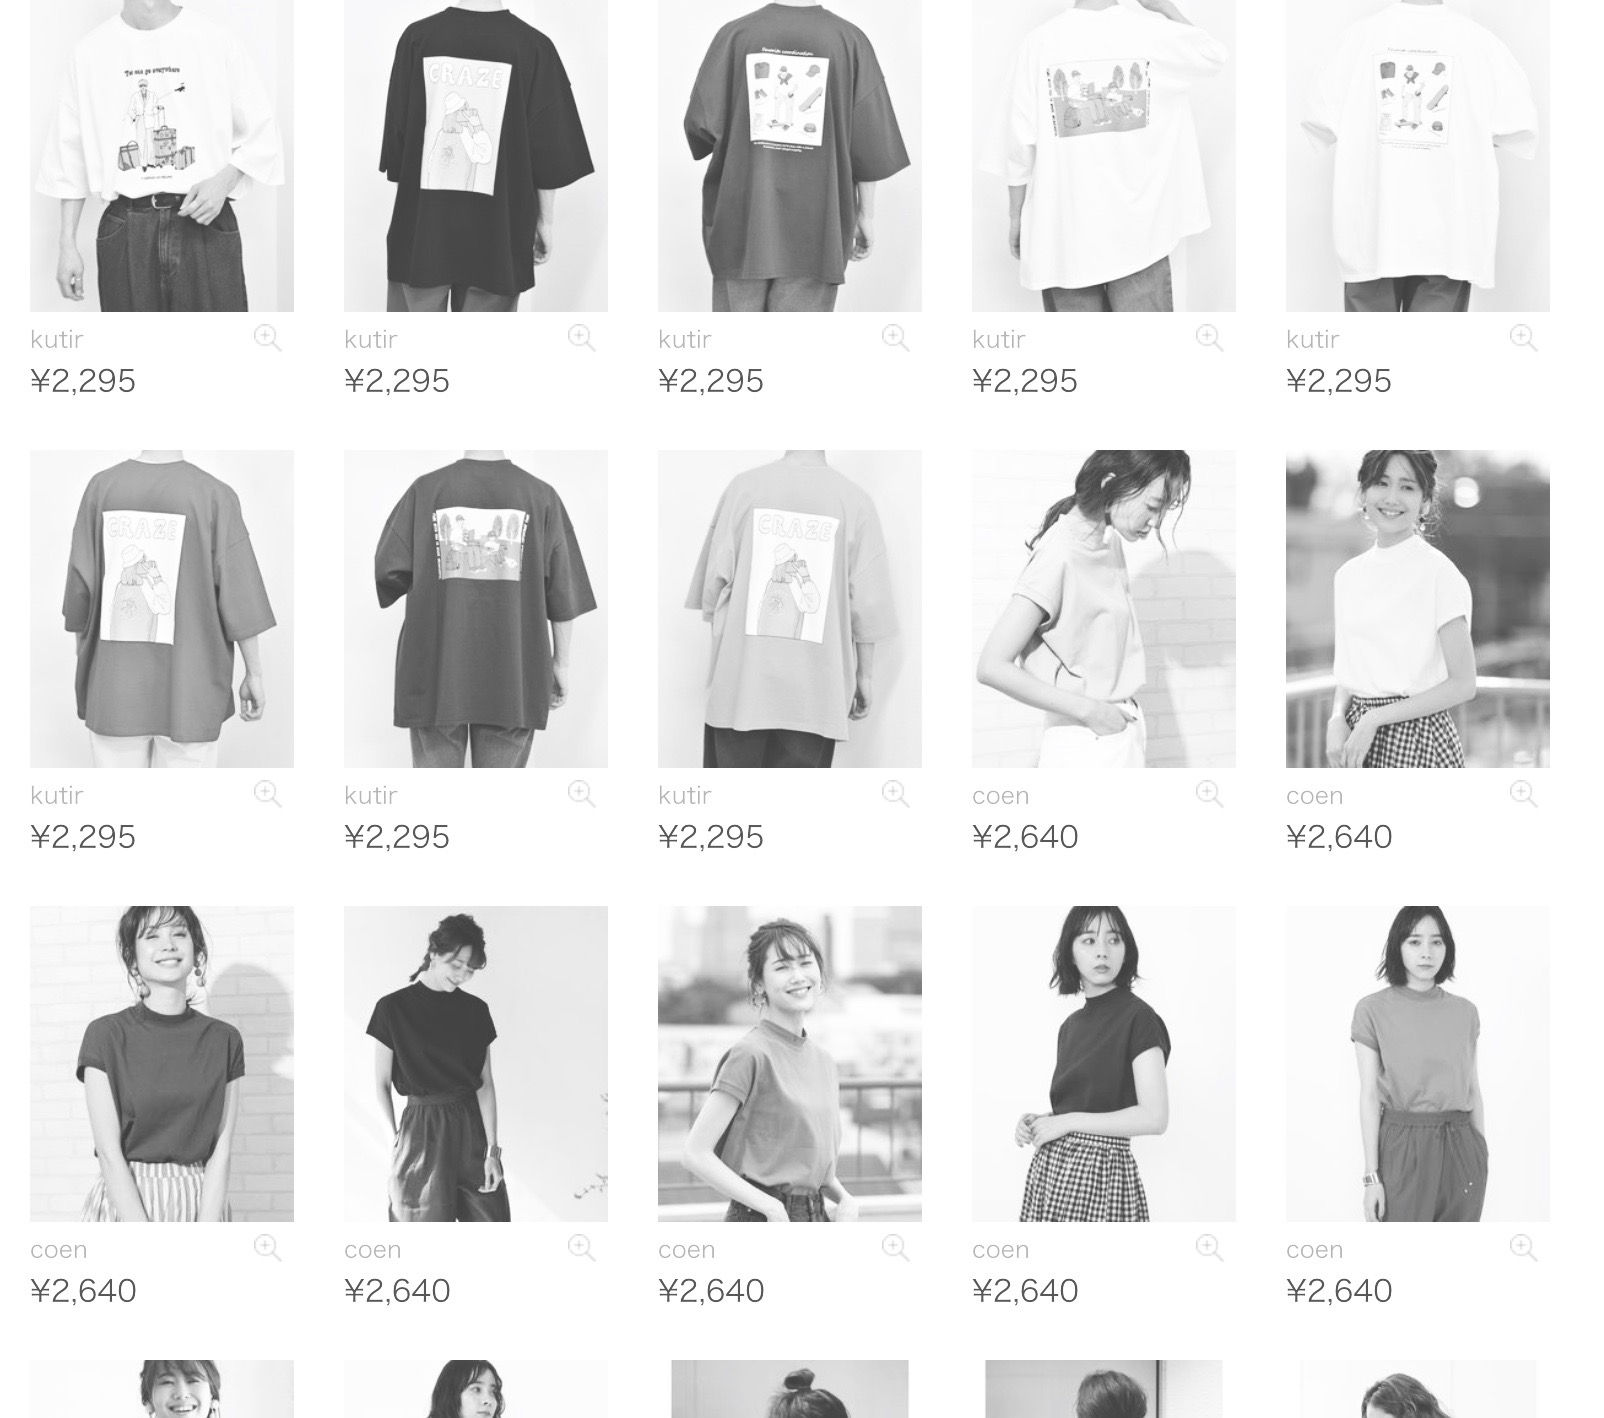 kutir kutir kutir kutir kutir
¥2,295 ¥2,295 ¥2,295 ¥2,295 ¥2,295
CRAZE
CRAZE
CRAZE
kutir kutir kutir coen coen
¥2,295 ¥2,295 ¥2,295 ¥2,640 ¥2,640
coen coen coen coen coen
¥2,640 ¥2,640 ¥2,640 ¥2,640 ¥2,640